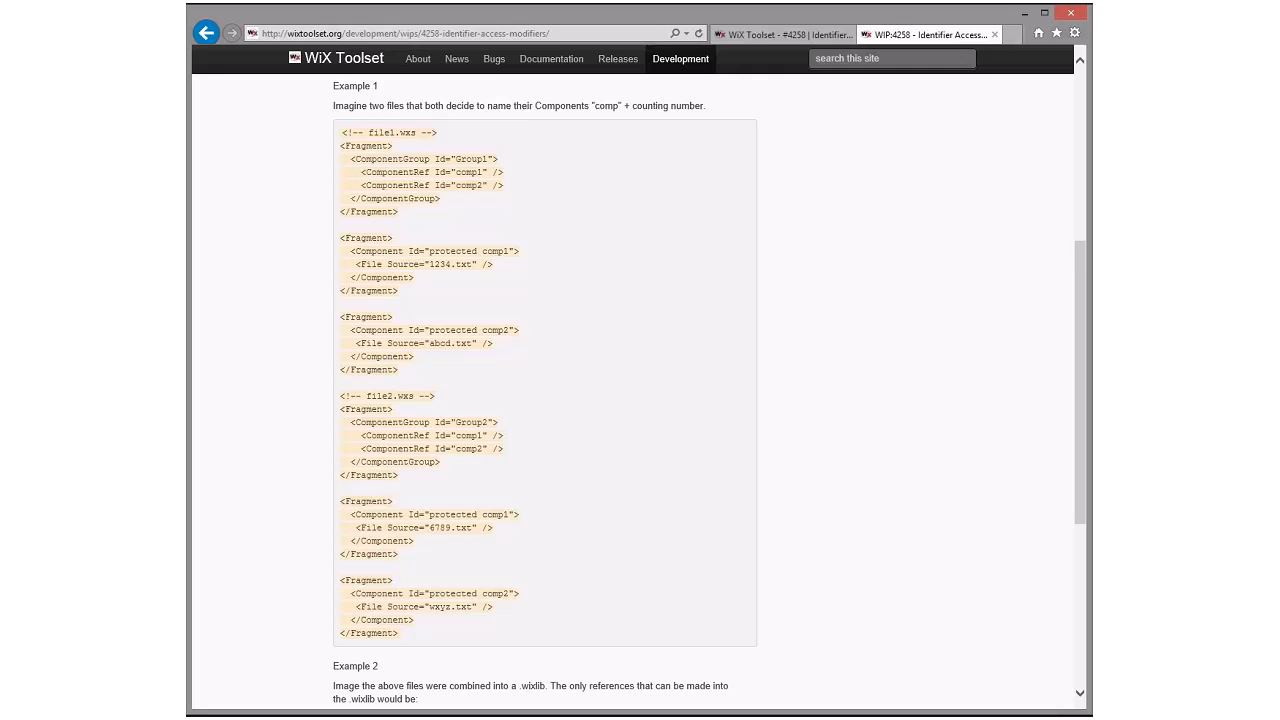 http://wixtoolset.org/development/wips/4258-identifier-access-modifiers/
WiX Toolset - #4258 | Identifier...
WIP:4258 - Identifier Access...
WiX Toolset
About
News
Bugs
Documentation
Releases
Development
search this site
Example 1
Imagine two files that both decide to name their Components "comp" + counting number.
<!-- file1.wxs -->
<Fragment>
<ComponentGroup Id="Group1">
<ComponentRef Id="comp1" />
<ComponentRef Id="comp2" />
</ComponentGroup>
</Fragment>
<Fragment>
<Component Id="protected comp1">
<File Source="1234.txt" />
</Component>
</Fragment>
<Fragment>
<Component Id="protected comp2">
<File Source="abcd.txt" />
</Component>
</Fragment>
<!-- file2.wxs -->
<Fragment>
<ComponentGroup Id="Group2">
<ComponentRef Id="comp1" />
<ComponentRef Id="comp2" />
</ComponentGroup>
</Fragment>
<Fragment>
<Component Id="protected comp1">
<File Source="6789.txt" />
</Component>
</Fragment>
<Fragment>
<Component Id="protected comp2">
<File Source="wxyz.txt" />
</Component>
</Fragment>
Example 2
Image the above files were combined into a .wixlib. The only references that can be made into
the .wixlib would be: